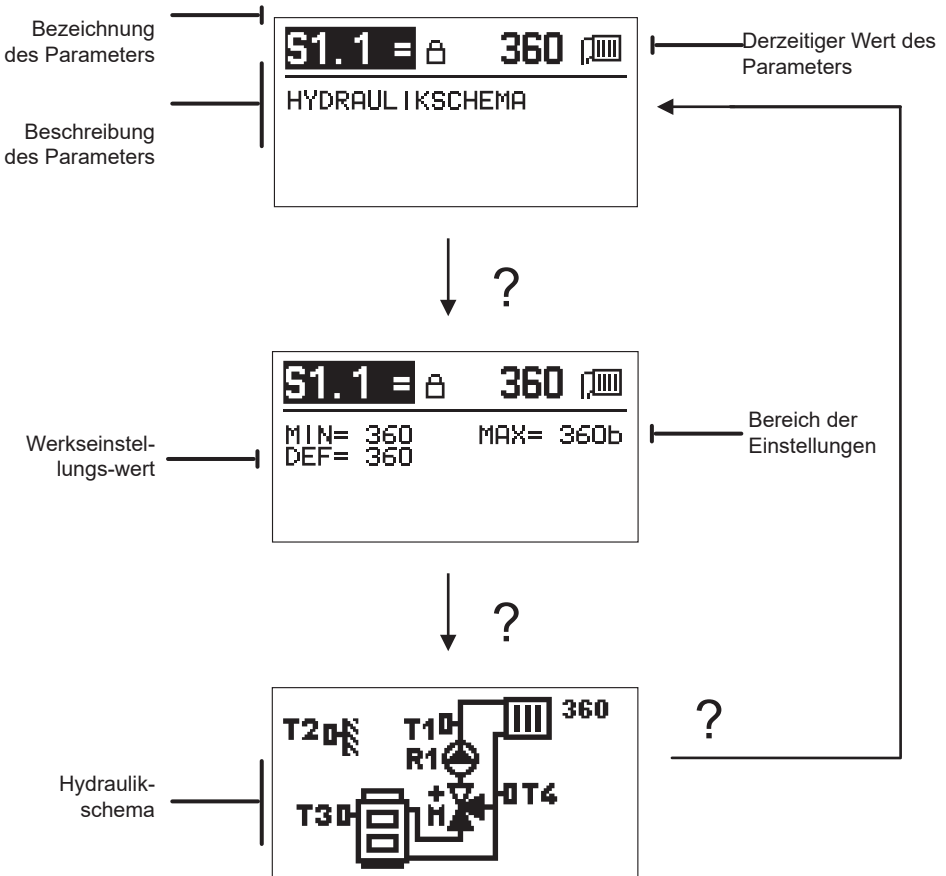 Bezeichnung
des Parameters
S1.1 = 360
Derzeitiger Wert des
Parameters
HYDRAULIKSCHEMA
Beschreibung
des Parameters
?
S1.1 = 360
MIN= 360 MAX= 360b
DEF= 360
Bereich der
Einstellungen
Werkseinstel-
lungs-wert
?
360
T2 T1
R1
+
M
T4
T3
?
Hydraulik-
schema